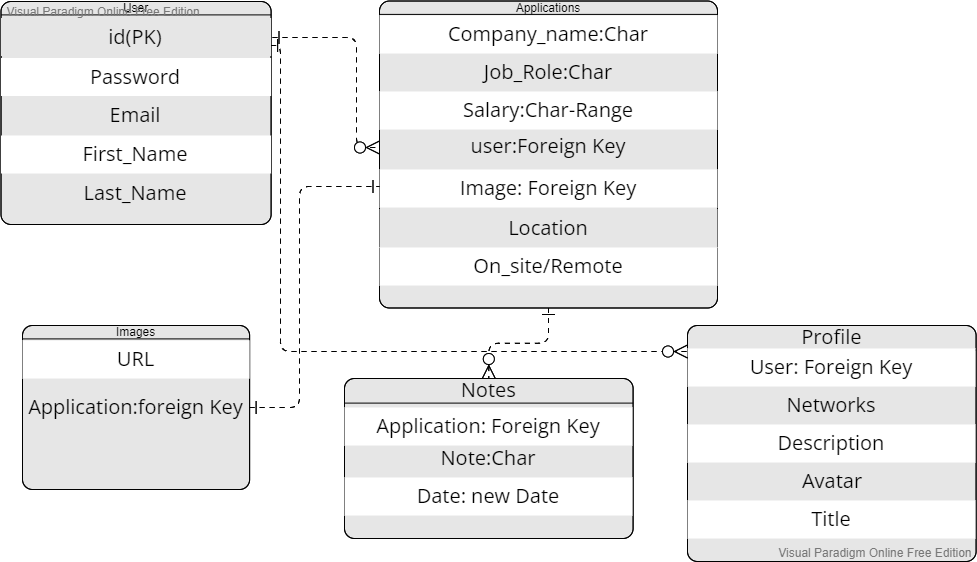 Visual Paradigm Online Free Edition
User
id(PK)
Password
Email
First_Name
Last_Name
Applications
Company_name:Char
Job_Role:Char
Salary:Char-Range
user:Foreign Key
Image: Foreign Key
Location
On_site/Remote
Images
URL
Application:foreign Key
Notes
Application: Foreign Key
Note:Char
Date: new Date
Profile
User: Foreign Key
Networks
Description
Avatar
Title
Visual Paradigm Online Free Edition